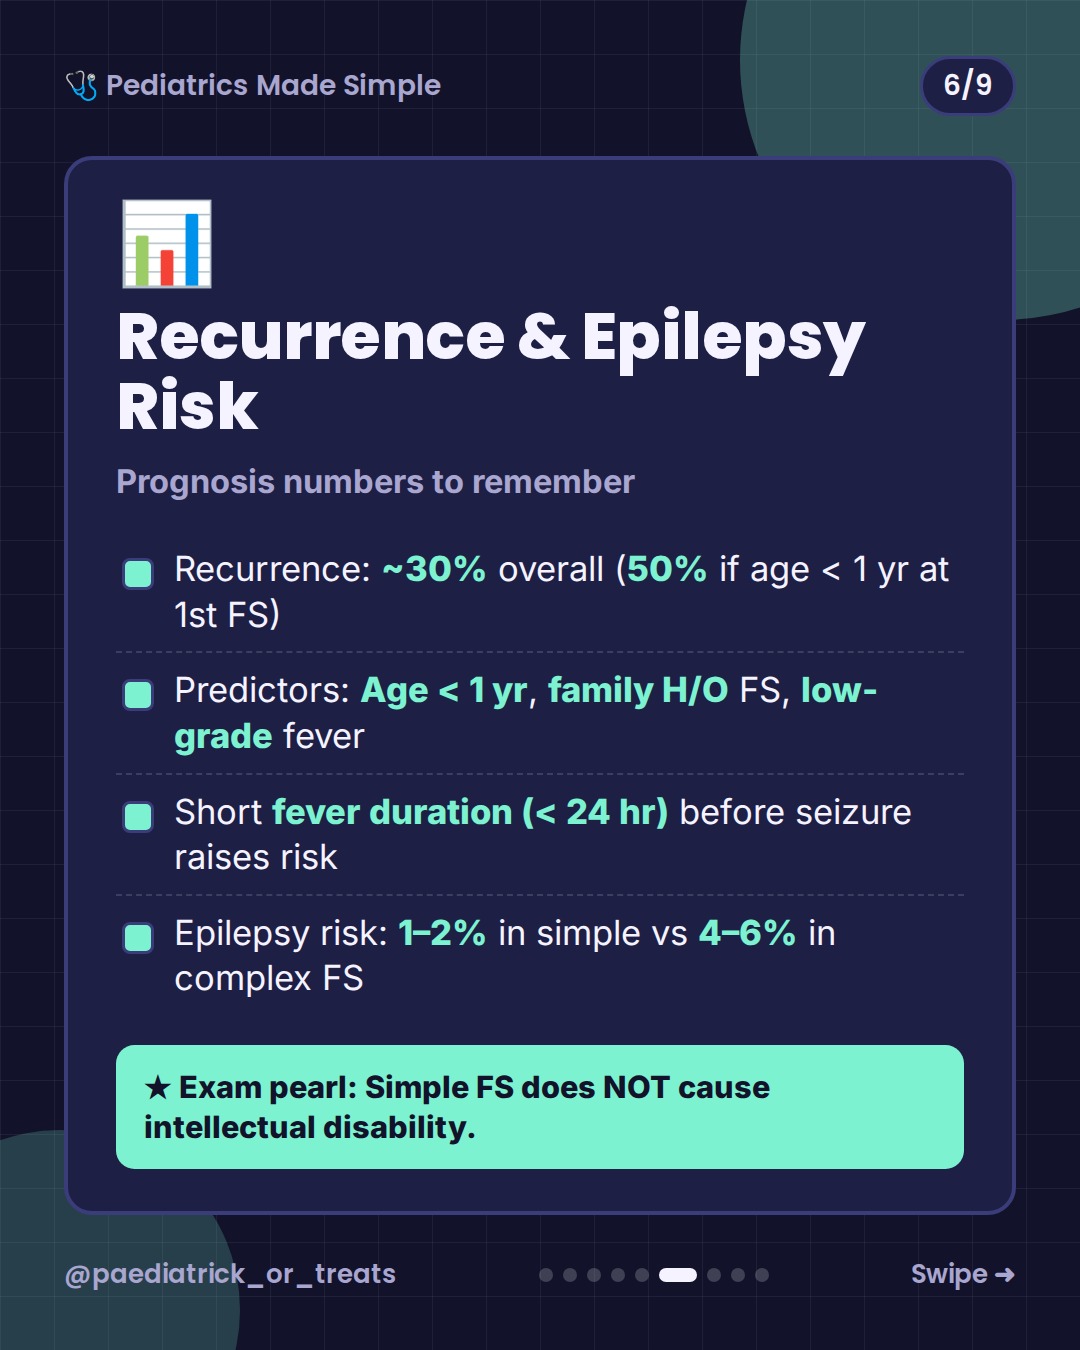 🩺 Pediatrics Made Simple
6/9
Recurrence & Epilepsy
Risk
Prognosis numbers to remember
Recurrence: ~30% overall (50% if age < 1 yr at
1st FS)
Predictors: Age < 1 yr, family H/O FS, low-
grade fever
Short fever duration (< 24 hr) before seizure
raises risk
Epilepsy risk: 1–2% in simple vs 4–6% in
complex FS
★ Exam pearl: Simple FS does NOT cause
intellectual disability.
@paediatrick_or_treats
Swipe ➜